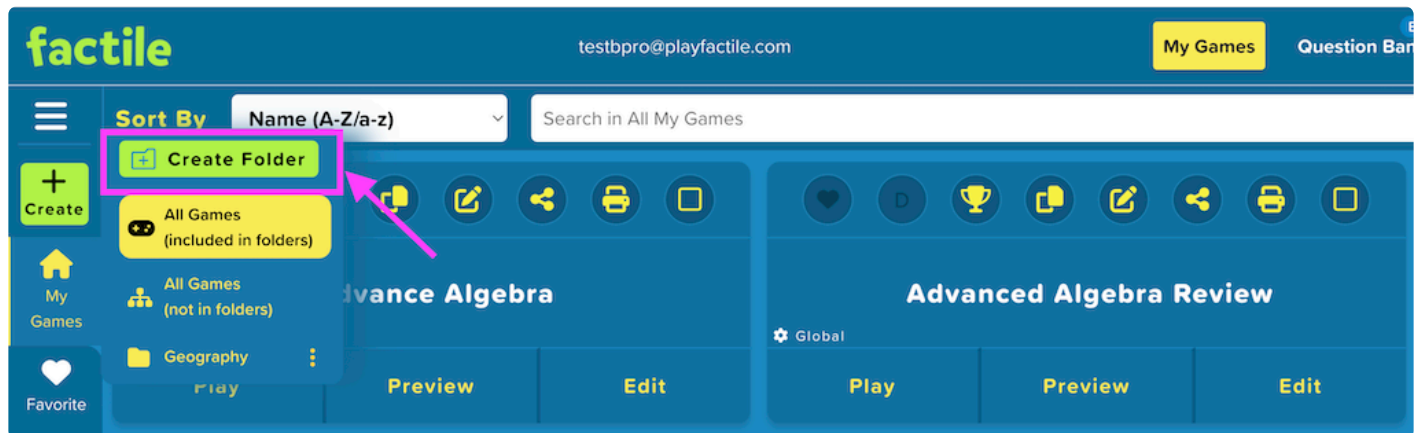 factile
testbpro@playfactile.com
My Games
Question Ban
Sort By
Name (A-Z/a-z)
Search in All My Games
Create Folder
+
Create
All Games
(included in folders)
D
My
Games
All Games
(not in folders)
dvance Algebra
Advanced Algebra Review
Global
Geography
Favorite
Play
Preview
Edit
Play
Preview
Edit